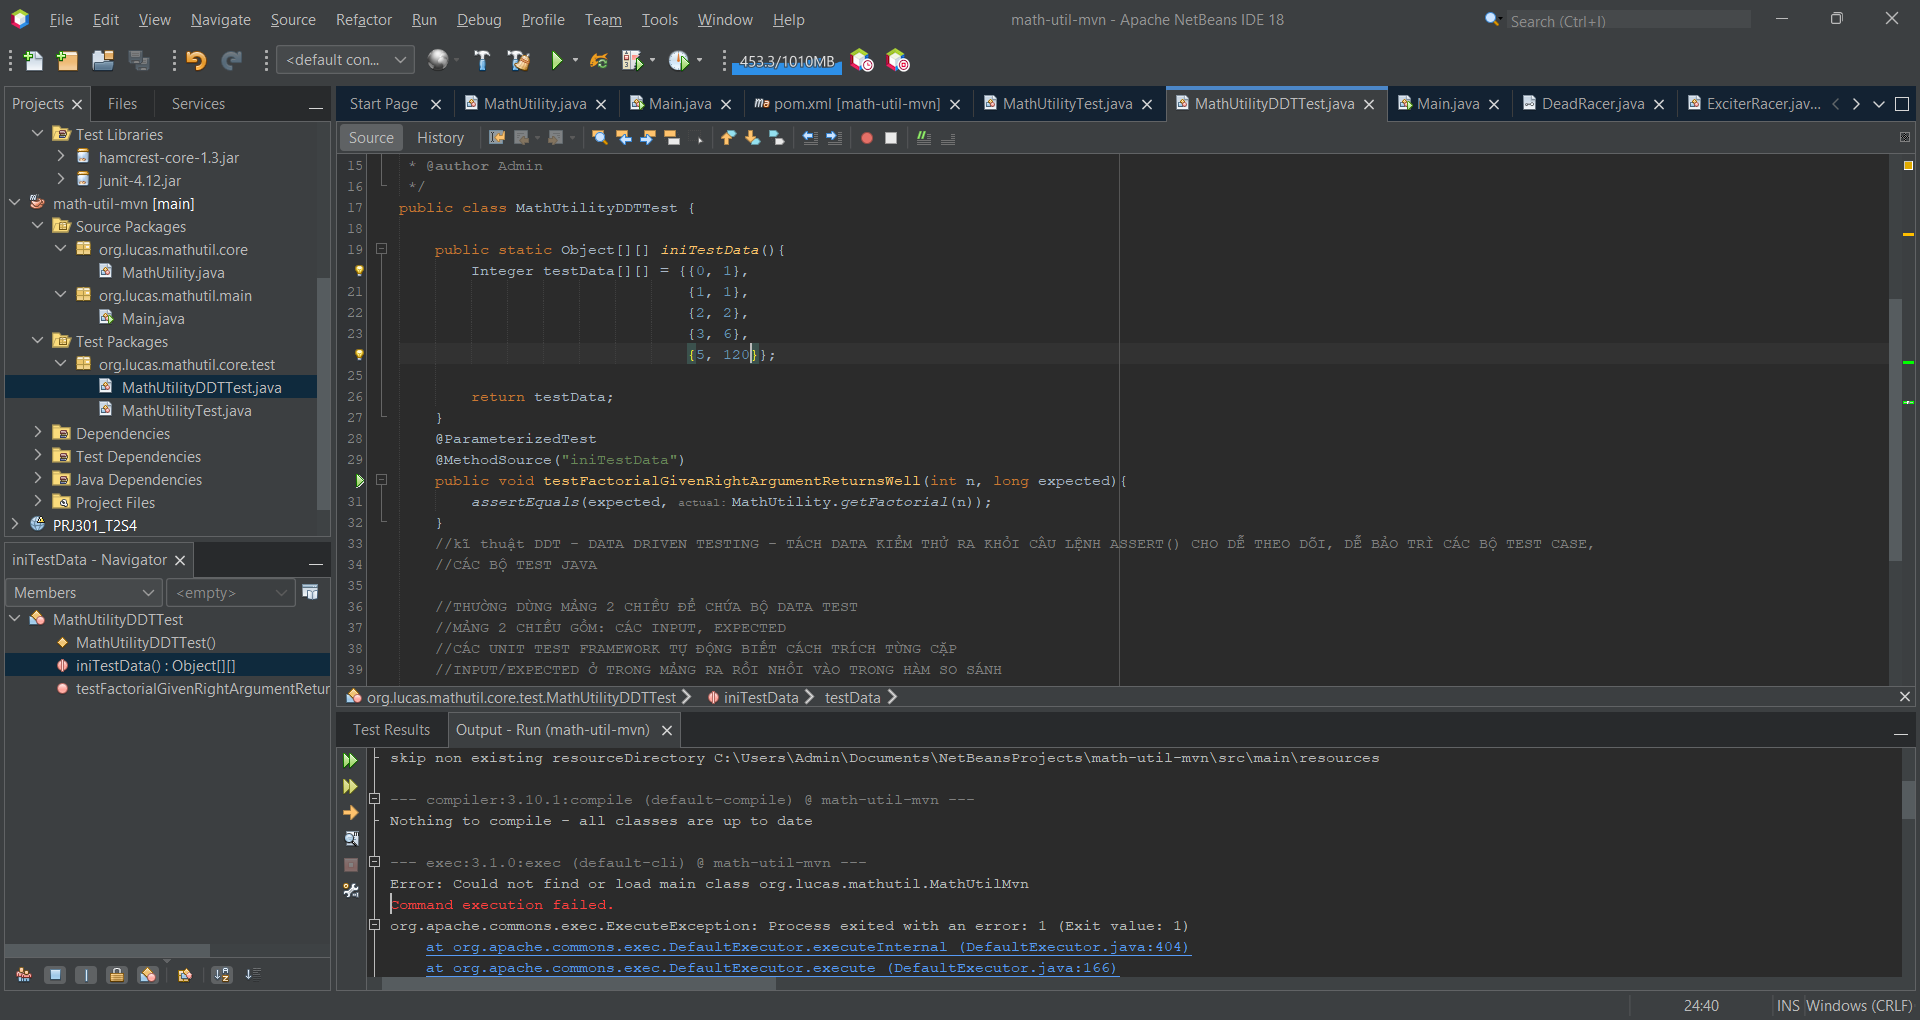 File Edit View Navigate Source Refactor Run Debug Profile Team Tools Window Help
math-util-mvn - Apache NetBeans IDE 18
Search (Ctrl+I)
<default con...
453.3/1010MB
Projects Files Services
Start Page MathUtility.java Main.java pom.xml [math-util-mvn] MathUtilityTest.java MathUtilityDDTTest.java Main.java DeadRacer.java ExciterRacer.jav...
Source History
Test Libraries
hamcrest-core-1.3.jar
junit-4.12.jar
math-util-mvn [main]
Source Packages
org.lucas.mathutil.core
MathUtility.java
org.lucas.mathutil.main
Main.java
Test Packages
org.lucas.mathutil.core.test
MathUtilityDDTTest.java
MathUtilityTest.java
Dependencies
Test Dependencies
Java Dependencies
Project Files
PRJ301_T2S4
iniTestData - Navigator
Members <empty>
MathUtilityDDTTest
MathUtilityDDTTest()
iniTestData() : Object[][]
testFactorialGivenRightArgumentRetur
15 * @author Admin
16 */
17 public class MathUtilityDDTTest {
18
19 public static Object[][] iniTestData(){
Integer testData[][] = {{0, 1},
21 {1, 1},
22 {2, 2},
23 {3, 6},
{5, 120}};
25
26 return testData;
27 }
28 @ParameterizedTest
29 @MethodSource("iniTestData")
public void testFactorialGivenRightArgumentReturnsWell(int n, long expected){
31 assertEquals(expected, actual: MathUtility.getFactorial(n));
32 }
33 //kĩ thuật DDT - DATA DRIVEN TESTING - TÁCH DATA KIỂM THỬ RA KHỎI CÂU LỆNH ASSERT() CHO DỄ THEO DÕI, DỄ BẢO TRÌ CÁC BỘ TEST CASE,
34 //CÁC BỘ TEST JAVA
35
36 //THƯỜNG DÙNG MẢNG 2 CHIỀU ĐỂ CHỨA BỘ DATA TEST
37 //MẢNG 2 CHIỀU GỒM: CÁC INPUT, EXPECTED
38 //CÁC UNIT TEST FRAMEWORK TỰ ĐỘNG BIẾT CÁCH TRÍCH TỪNG CẶP
39 //INPUT/EXPECTED Ở TRONG MẢNG RA RỒI NHỒI VÀO TRONG HÀM SO SÁNH
org.lucas.mathutil.core.test.MathUtilityDDTTest iniTestData testData
Test Results Output - Run (math-util-mvn)
skip non existing resourceDirectory C:\Users\Admin\Documents\NetBeansProjects\math-util-mvn\src\main\resources
--- compiler:3.10.1:compile (default-compile) @ math-util-mvn ---
Nothing to compile - all classes are up to date
--- exec:3.1.0:exec (default-cli) @ math-util-mvn ---
Error: Could not find or load main class org.lucas.mathutil.MathUtilMvn
Command execution failed.
org.apache.commons.exec.ExecuteException: Process exited with an error: 1 (Exit value: 1)
at org.apache.commons.exec.DefaultExecutor.executeInternal (DefaultExecutor.java:404)
at org.apache.commons.exec.DefaultExecutor.execute (DefaultExecutor.java:166)
24:40 INS Windows (CRLF)